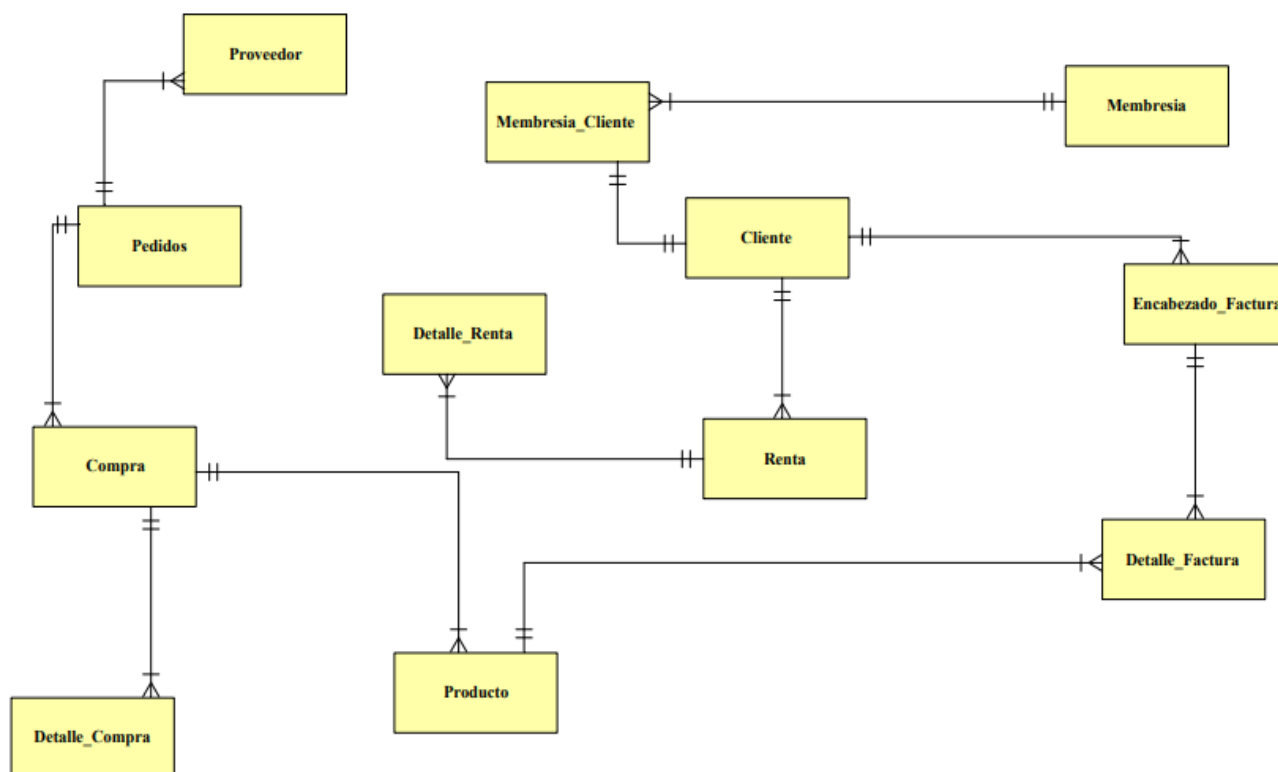 Proveedor
Membresia_Cliente
Membresia
Pedidos
Cliente
Encabezado_Factura
Detalle_Renta
Compra
Renta
Detalle_Factura
Producto
Detalle_Compra